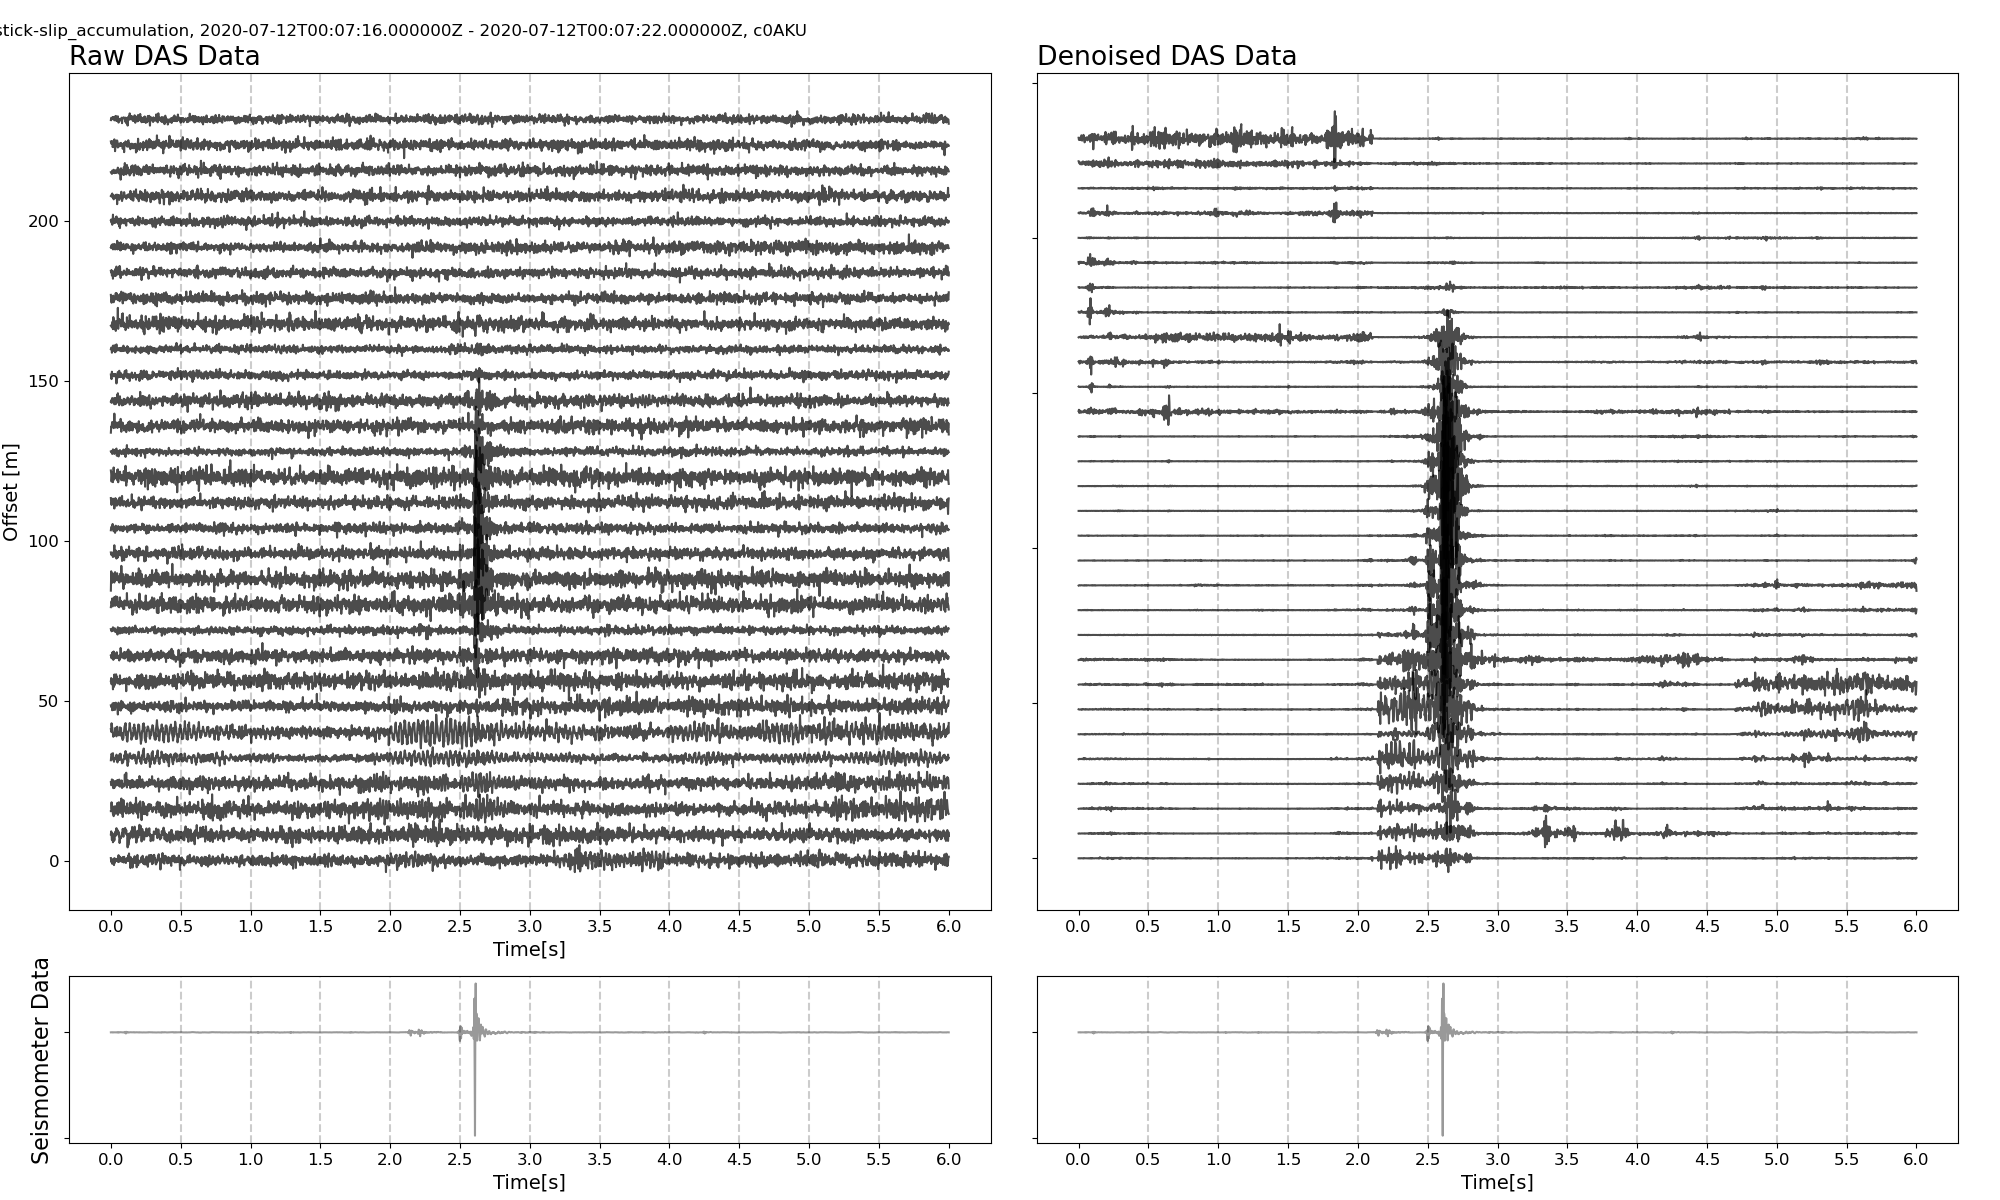 stick-slip_accumulation, 2020-07-12T00:07:16.000000Z - 2020-07-12T00:07:22.000000Z, c0AKU
Raw DAS Data
Denoised DAS Data
200
150
100
50
0
Offset [m]
0.0 0.5 1.0 1.5 2.0 2.5 3.0 3.5 4.0 4.5 5.0 5.5 6.0
Time[s]
0.0 0.5 1.0 1.5 2.0 2.5 3.0 3.5 4.0 4.5 5.0 5.5 6.0
Seismometer Data
0.0 0.5 1.0 1.5 2.0 2.5 3.0 3.5 4.0 4.5 5.0 5.5 6.0
Time[s]
0.0 0.5 1.0 1.5 2.0 2.5 3.0 3.5 4.0 4.5 5.0 5.5 6.0
Time[s]